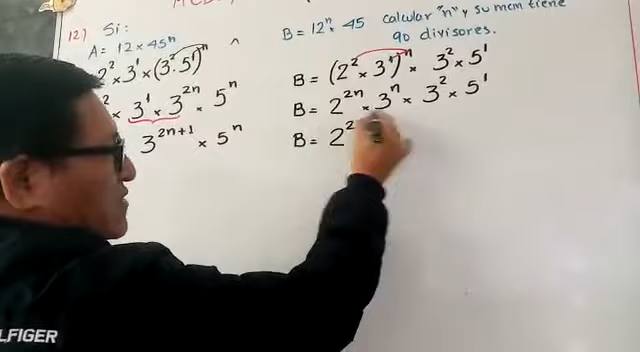 12) Si:
A = 12 × 45ⁿ ^ B = 12ⁿ × 45 calcular "n" y su mcm tiene
90 divisores.
2² × 3¹ × (3² · 5¹)ⁿ
× 3¹ × 3²ⁿ × 5ⁿ
3²ⁿ⁺¹ × 5ⁿ
B = (2² × 3¹)ⁿ × 3² × 5¹
B = 2²ⁿ × 3ⁿ × 3² × 5¹
B = 2²
LFIGER